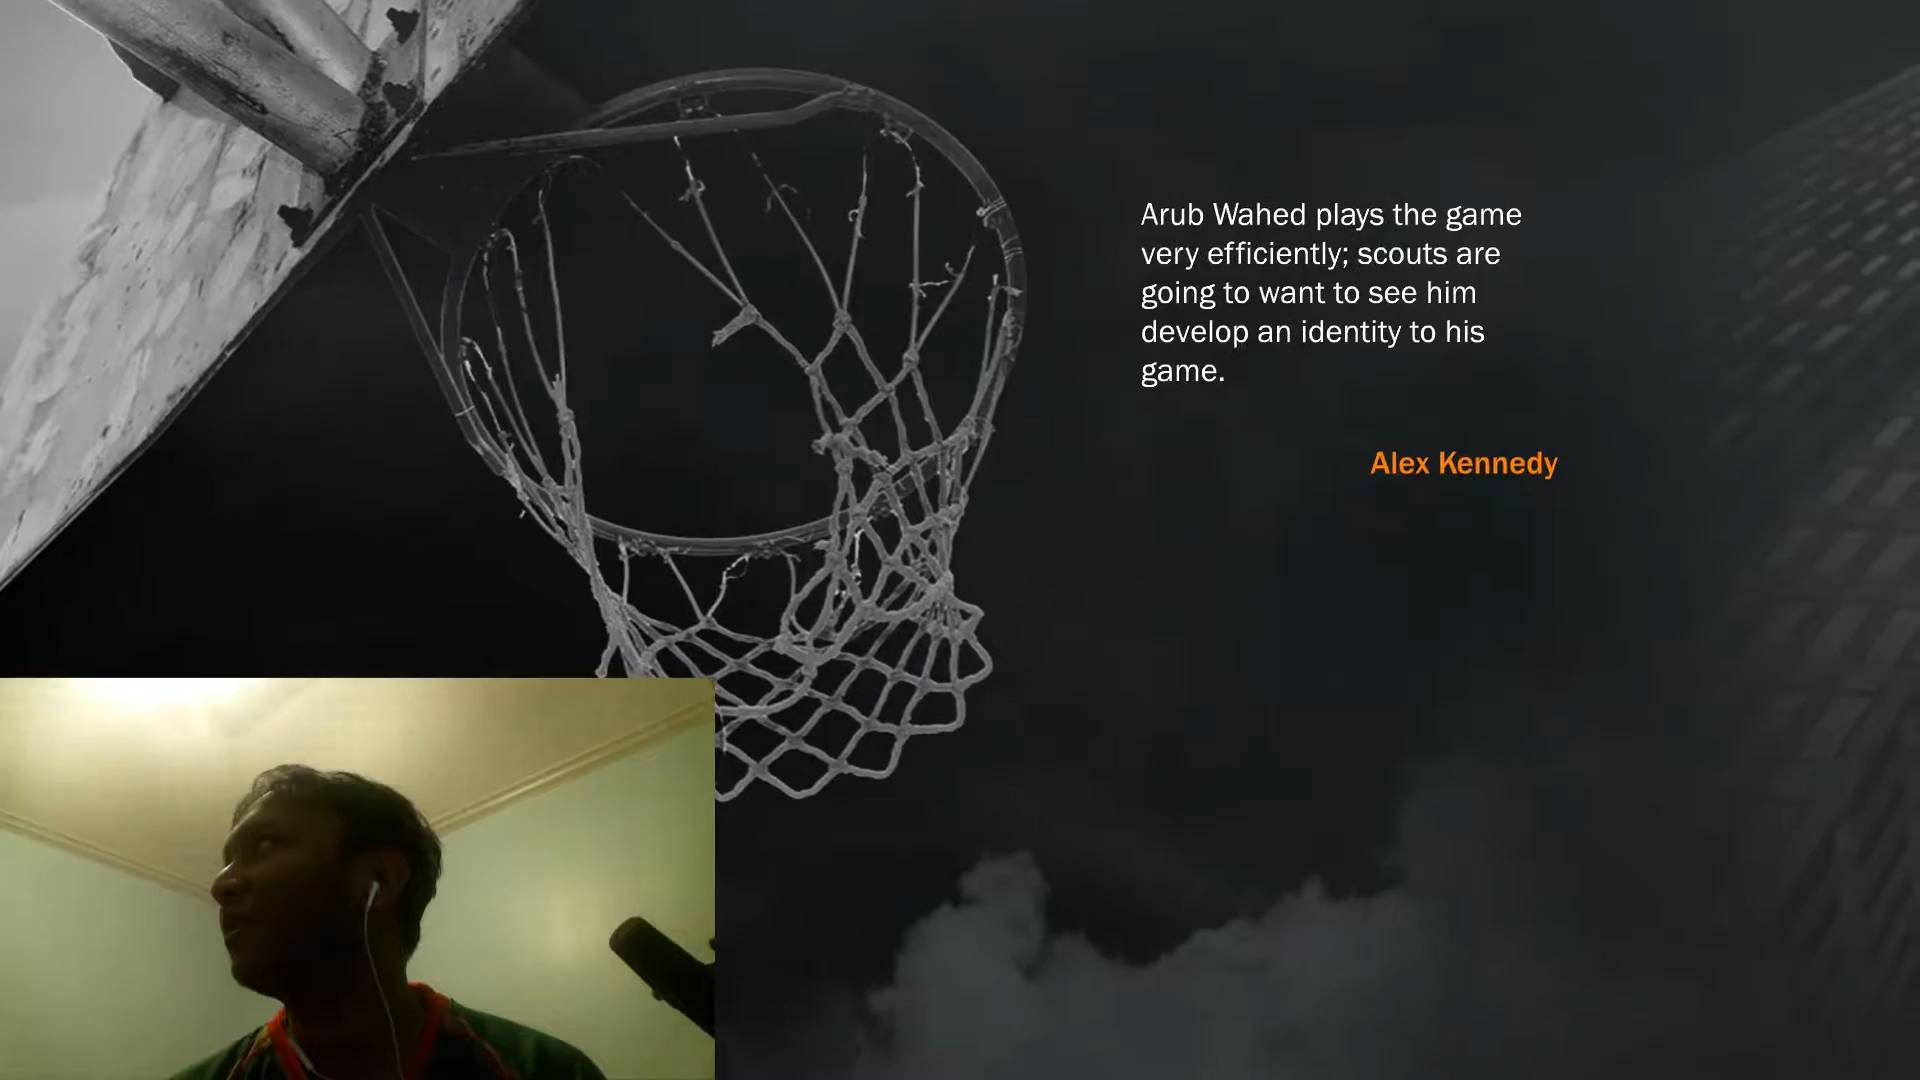 Arub Wahed plays the game
very efficiently; scouts are
going to want to see him
develop an identity to his
game.
Alex Kennedy